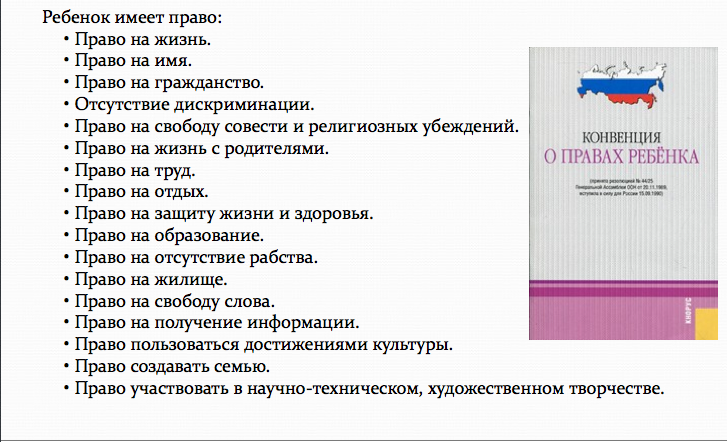 Ребенок имеет право:
• Право на жизнь.
• Право на имя.
• Право на гражданство.
• Отсутствие дискриминации.
• Право на свободу совести и религиозных убеждений.
• Право на жизнь с родителями.
• Право на труд.
• Право на отдых.
• Право на защиту жизни и здоровья.
• Право на образование.
• Право на отсутствие рабства.
• Право на жилище.
• Право на свободу слова.
• Право на получение информации.
• Право пользоваться достижениями культуры.
• Право создавать семью.
• Право участвовать в научно-техническом, художественном творчестве.
КОНВЕНЦИЯ
О ПРАВАХ РЕБЁНКА
(принята резолюцией № 44/25
Генеральной Ассамблеи ООН от 20.11.1989,
вступила в силу для России 15.09.1990)
КНОРУС